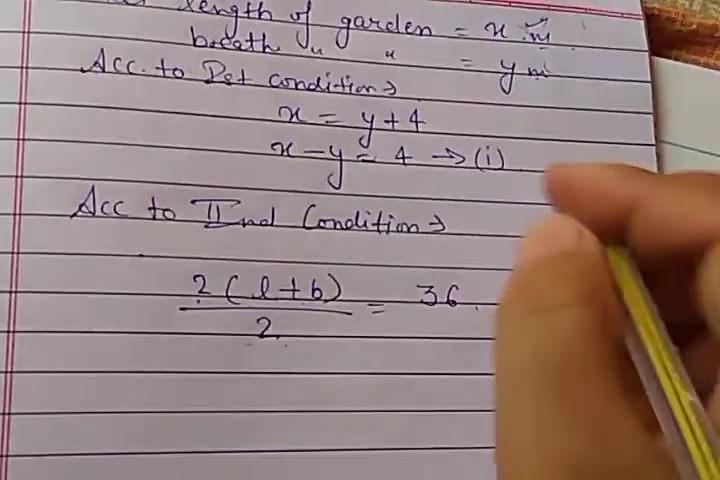 length of garden = x m
breath " " = y m
Acc. to Ist condition →
x = y + 4
x - y = 4 → (i)
Acc to IInd Condition →
2 (l + b) / 2 = 36